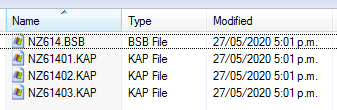 Name Type Modified
NZ614.BSB BSB File 27/05/2020 5:01 p.m.
NZ61401.KAP KAP File 27/05/2020 5:01 p.m.
NZ61402.KAP KAP File 27/05/2020 5:01 p.m.
NZ61403.KAP KAP File 27/05/2020 5:01 p.m.